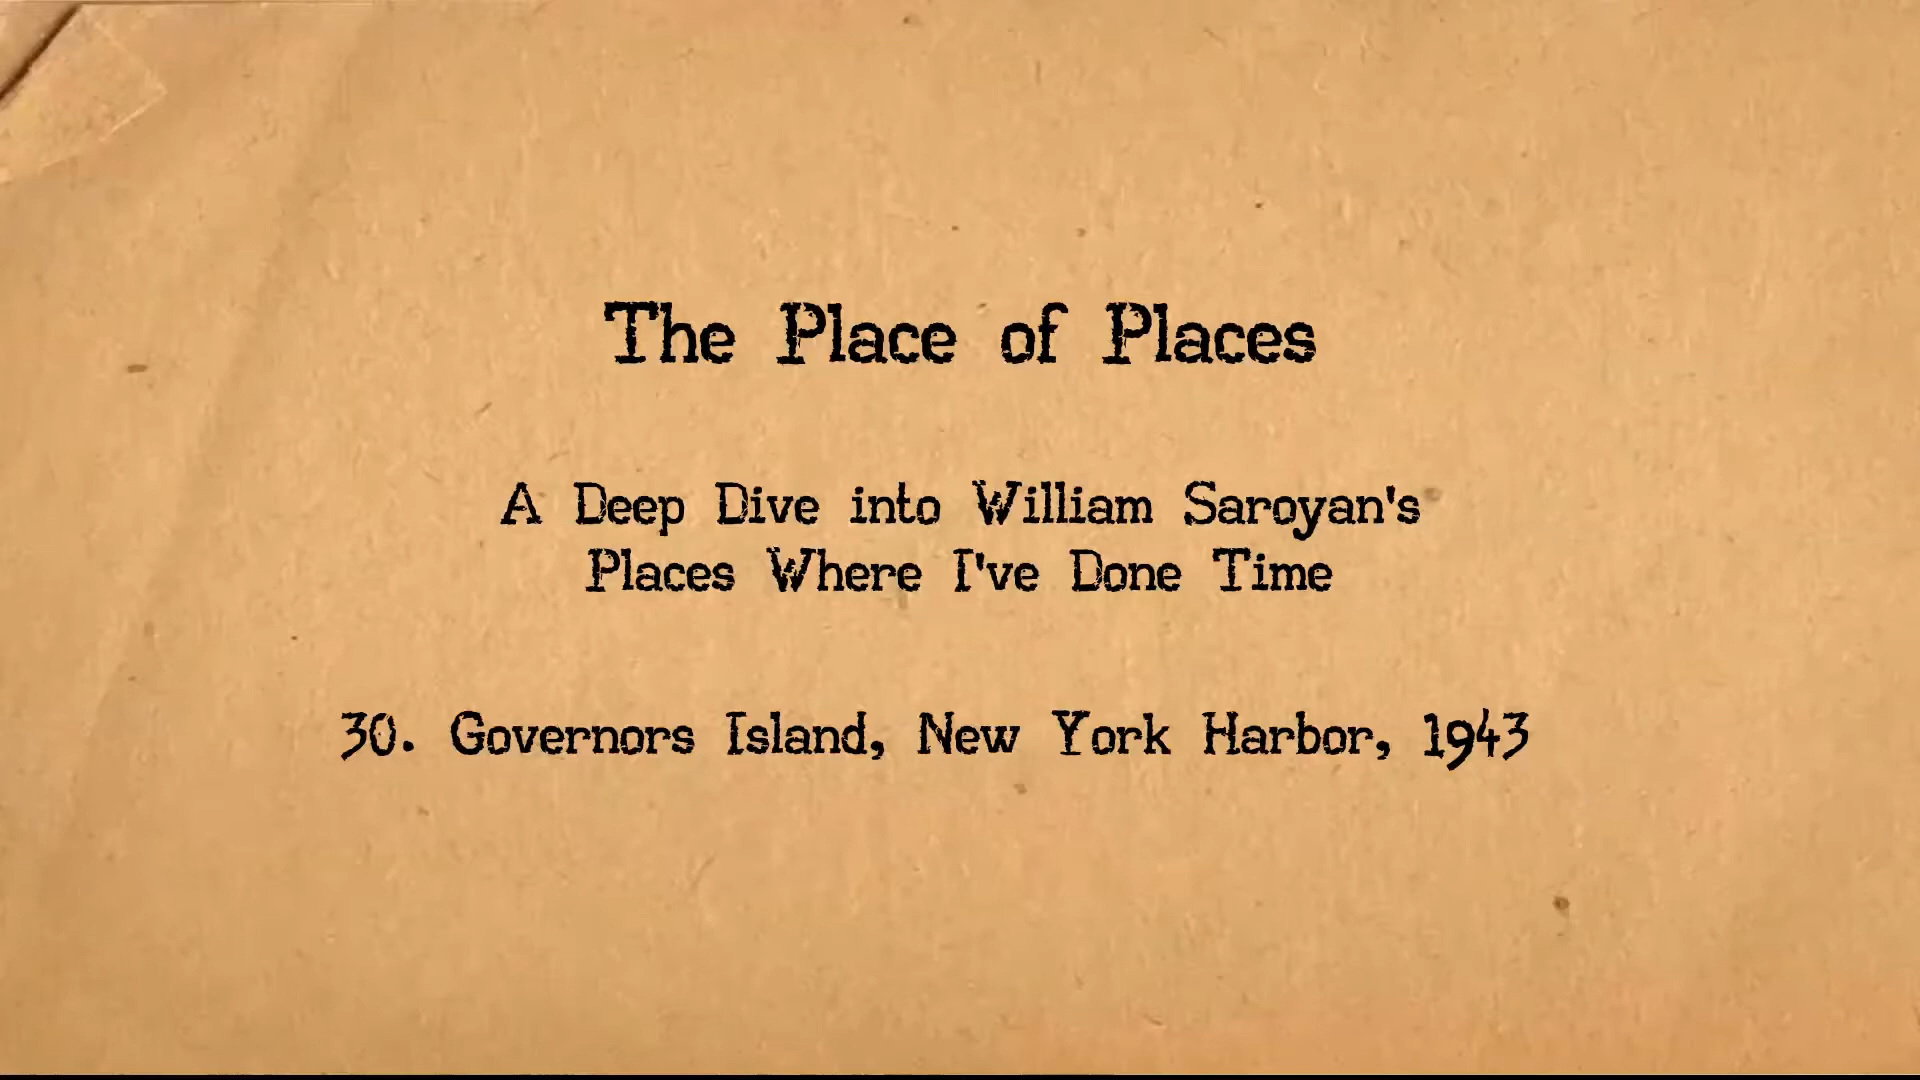 The Place of Places
A Deep Dive into William Saroyan's
Places Where I've Done Time
30. Governors Island, New York Harbor, 1943